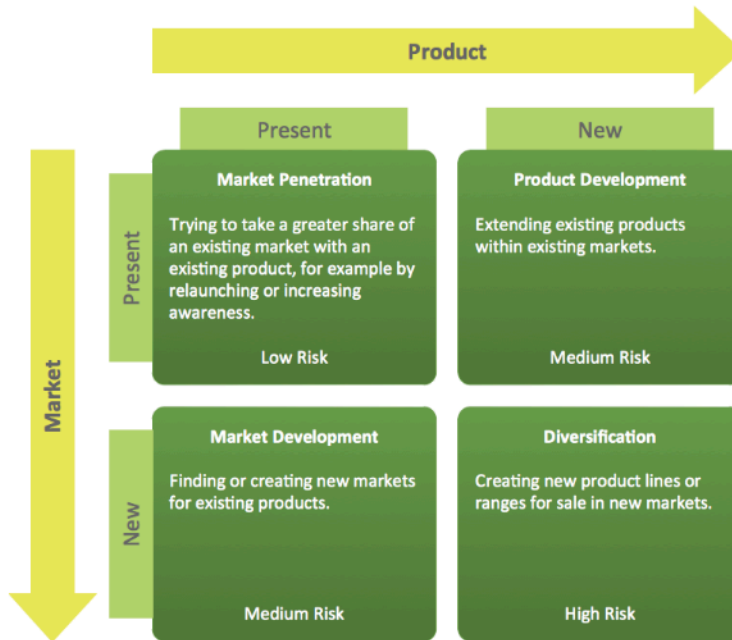 Product
Present
New
Market
Present
Market Penetration
Trying to take a greater share of
an existing market with an
existing product, for example by
relaunching or increasing
awareness.
Low Risk
Product Development
Extending existing products
within existing markets.
Medium Risk
New
Market Development
Finding or creating new markets
for existing products.
Medium Risk
Diversification
Creating new product lines or
ranges for sale in new markets.
High Risk